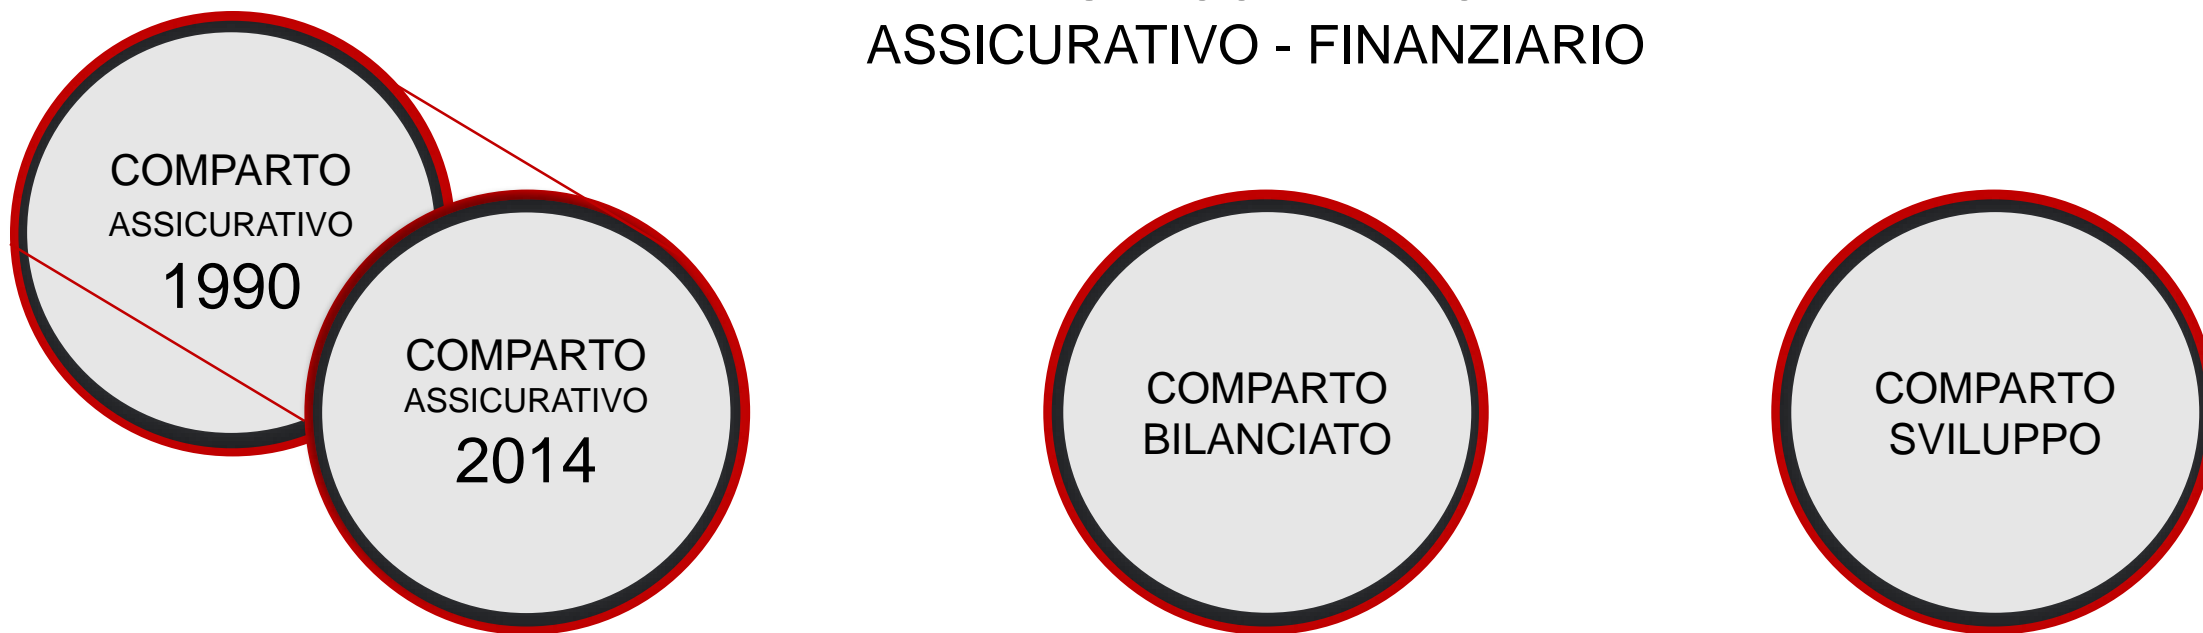 ASSICURATIVO - FINANZIARIO
COMPARTO
ASSICURATIVO
1990
COMPARTO
ASSICURATIVO
2014
COMPARTO
BILANCIATO
COMPARTO
SVILUPPO